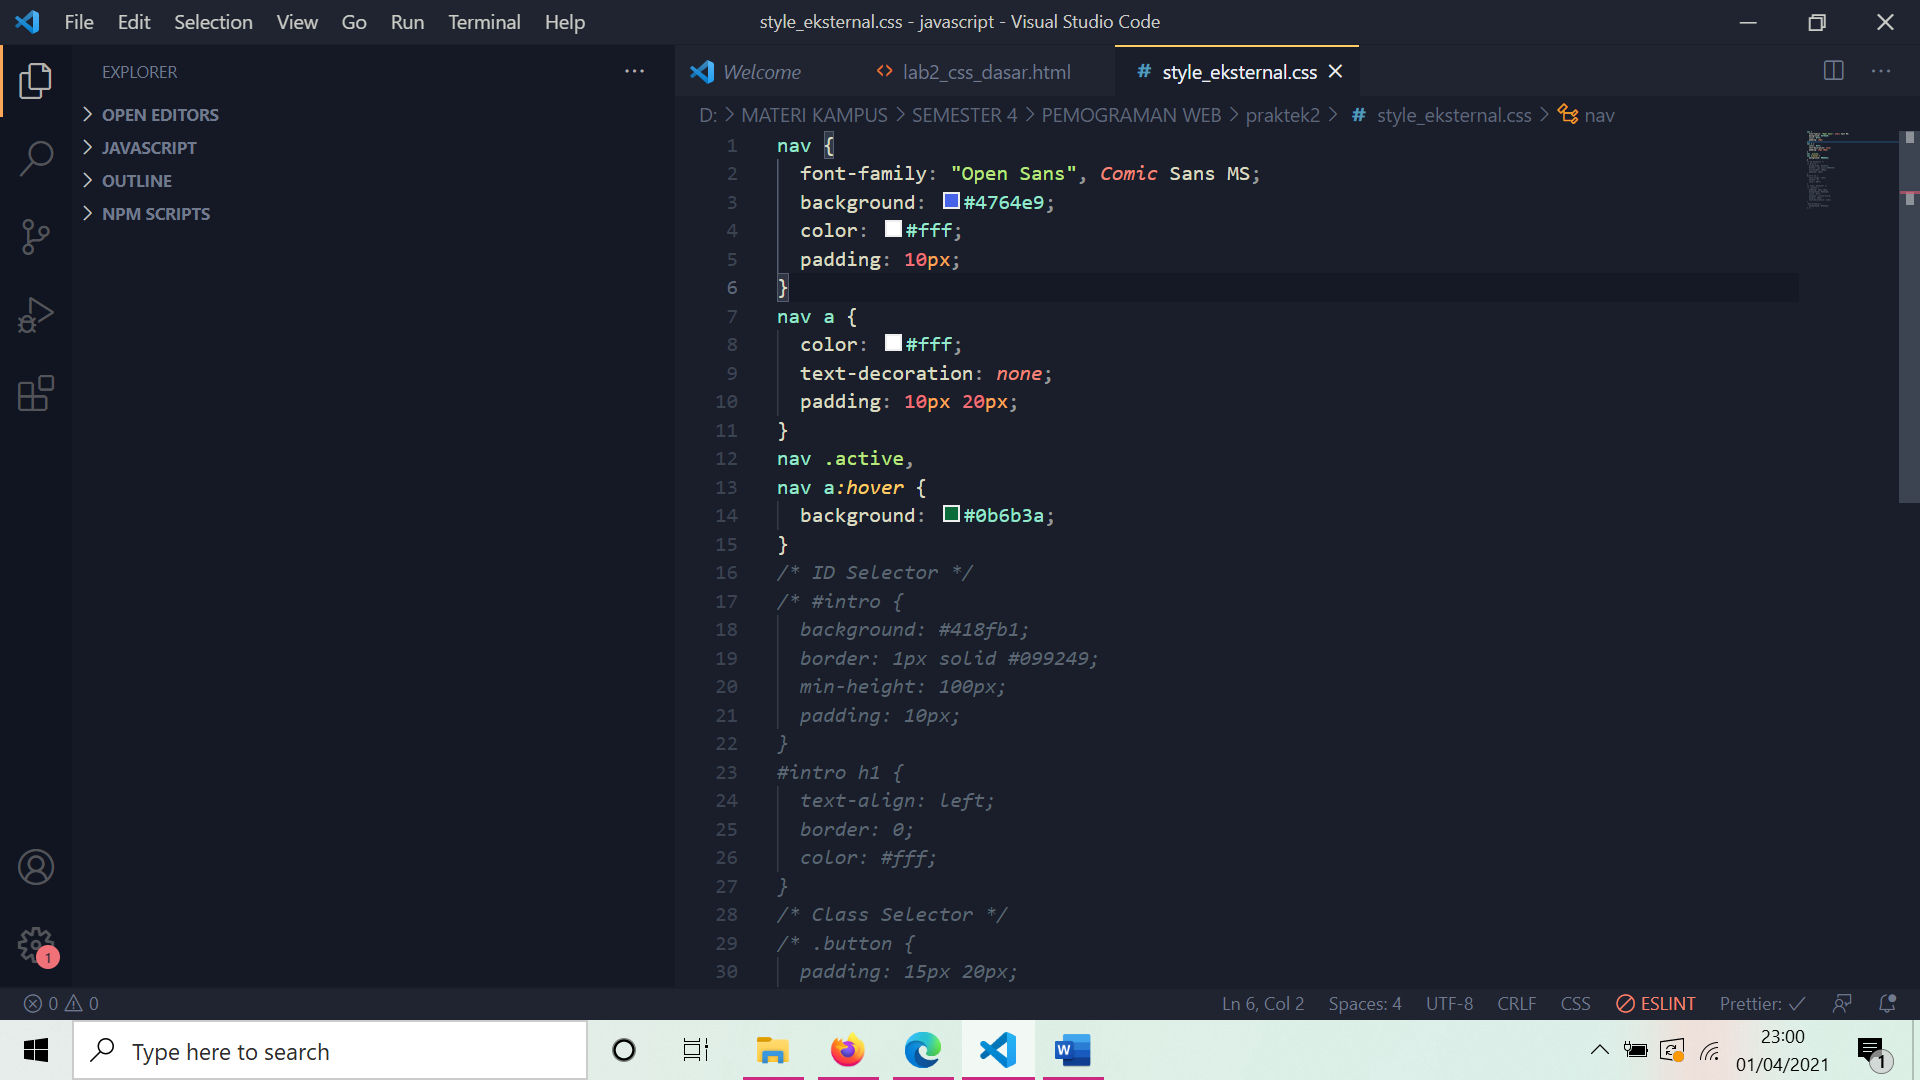 File Edit Selection View Go Run Terminal Help
style_eksternal.css - javascript - Visual Studio Code
EXPLORER
OPEN EDITORS
JAVASCRIPT
OUTLINE
NPM SCRIPTS
Welcome
<> lab2_css_dasar.html
# style_eksternal.css
D: > MATERI KAMPUS > SEMESTER 4 > PEMOGRAMAN WEB > praktek2 > # style_eksternal.css > nav
1 nav {
2 font-family: "Open Sans", Comic Sans MS;
3 background: #4764e9;
4 color: #fff;
5 padding: 10px;
6 }
7 nav a {
8 color: #fff;
9 text-decoration: none;
10 padding: 10px 20px;
11 }
12 nav .active,
13 nav a:hover {
14 background: #0b6b3a;
15 }
16 /* ID Selector */
17 /* #intro {
18 background: #418fb1;
19 border: 1px solid #099249;
20 min-height: 100px;
21 padding: 10px;
22 }
23 #intro h1 {
24 text-align: left;
25 border: 0;
26 color: #fff;
27 }
28 /* Class Selector */
29 /* .button {
30 padding: 15px 20px;
1
0 0
Ln 6, Col 2 Spaces: 4 UTF-8 CRLF CSS ESLINT Prettier: ✓
Type here to search
23:00
01/04/2021
1